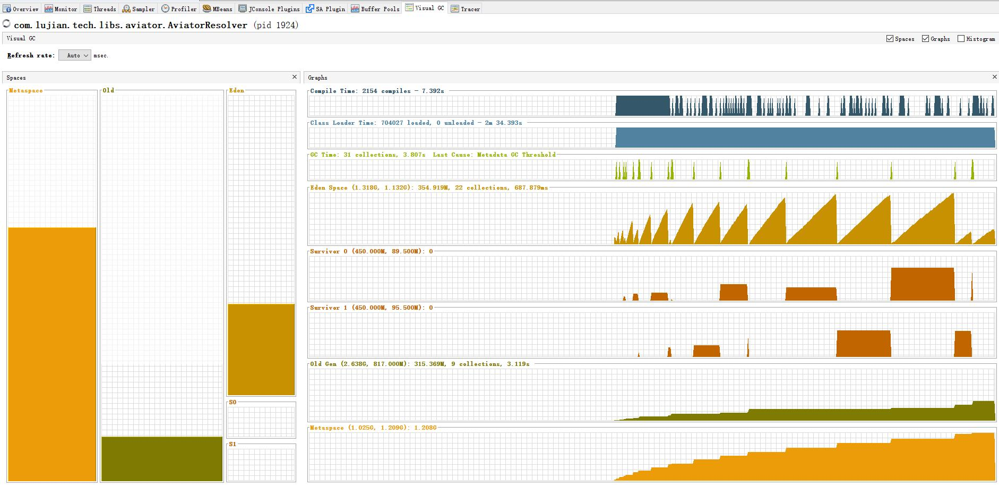 Overview Monitor Threads Sampler Profiler MBeans JConsole Plugins SA Plugin Buffer Pools Visual GC Tracer
com.lujian.tech.libs.aviator.AviatorResolver (pid 1924)
Visual GC Spaces Graphs Histogram
Refresh rate: Auto msec.
Spaces
Metaspace Old Eden
S0
S1
Graphs
Compile Time: 2154 compiles - 7.392s
Class Loader Time: 704027 loaded, 0 unloaded - 2m 34.393s
GC Time: 31 collections, 3.807s Last Cause: Metadata GC Threshold
Eden Space (1.318G, 1.132G): 354.919M, 22 collections, 687.879ms
Survivor 0 (450.000M, 89.500M): 0
Survivor 1 (450.000M, 95.500M): 0
Old Gen (2.638G, 817.000M): 315.369M, 9 collections, 3.119s
Metaspace (1.025G, 1.209G): 1.208G